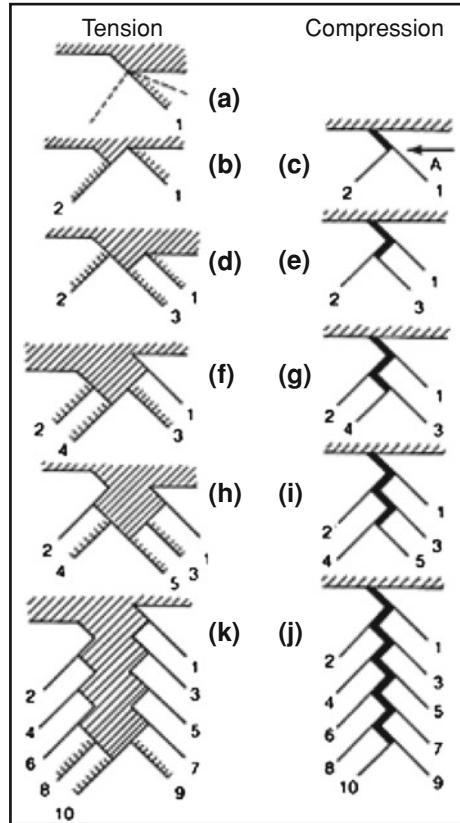 Tension Compression
(a)
1
(b) (c)
A
2 1 2 1
(d) (e)
2 1 1
3 2 3
(f) (g)
1 1
2 3 2 3
4 4
(h) (i)
1
2 1 2 3
4 5 3 4 5
(k) (j)
1 1
2 3 2 3
4 5 4 5
6 7 6 7
8 9 8 9
10 10